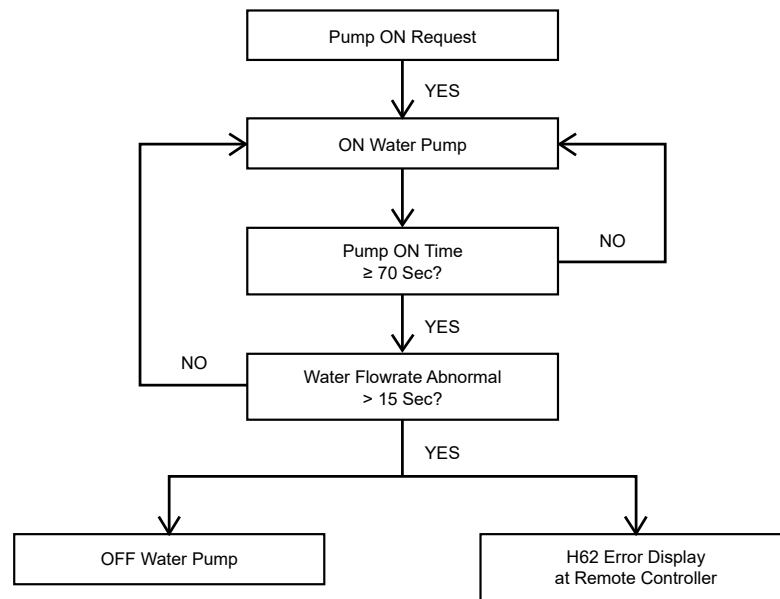 Pump ON Request
YES
ON Water Pump
Pump ON Time
≥ 70 Sec?
NO
YES
NO
Water Flowrate Abnormal
> 15 Sec?
YES
OFF Water Pump
H62 Error Display
at Remote Controller